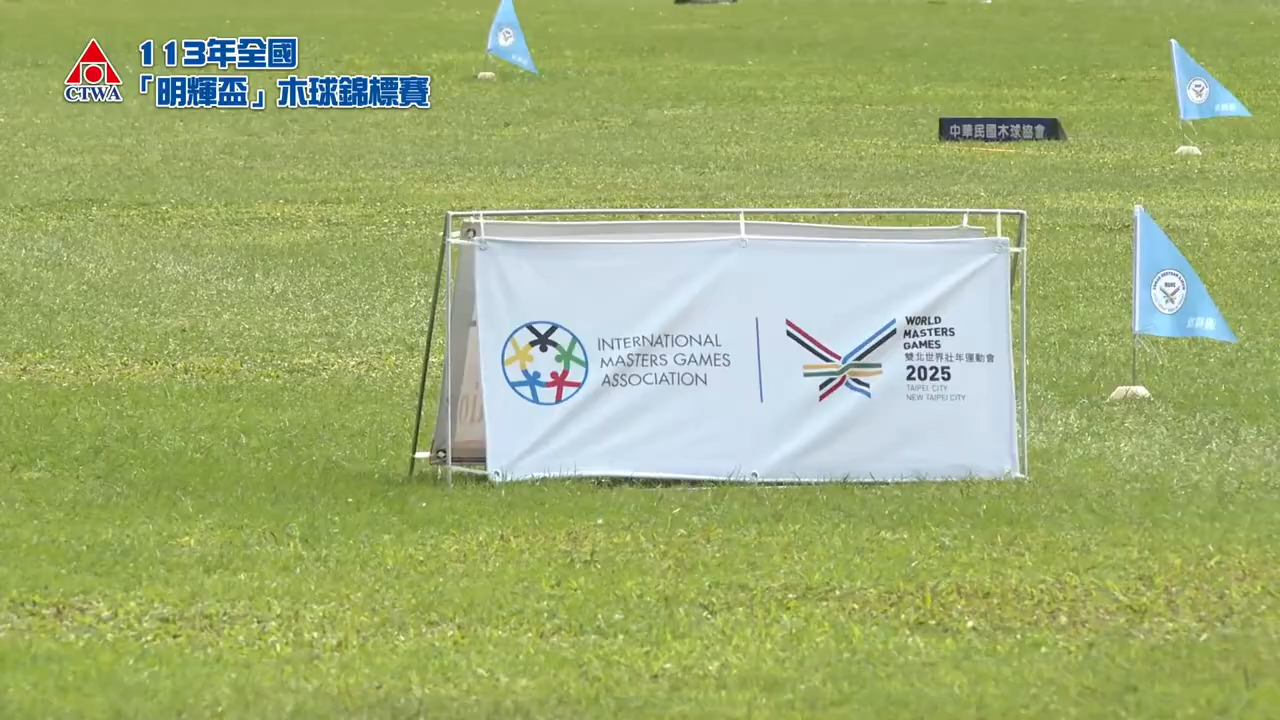 113年全國
「明輝盃」木球錦標賽
CTWA
中華民國木球協會
INTERNATIONAL
MASTERS GAMES
ASSOCIATION
WORLD
MASTERS
GAMES
雙北世界壯年運動會
2025
TAIPEI CITY
NEW TAIPEI CITY